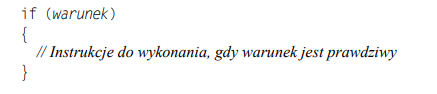 if (warunek)
{
// Instrukcje do wykonania, gdy warunek jest prawdziwy
}